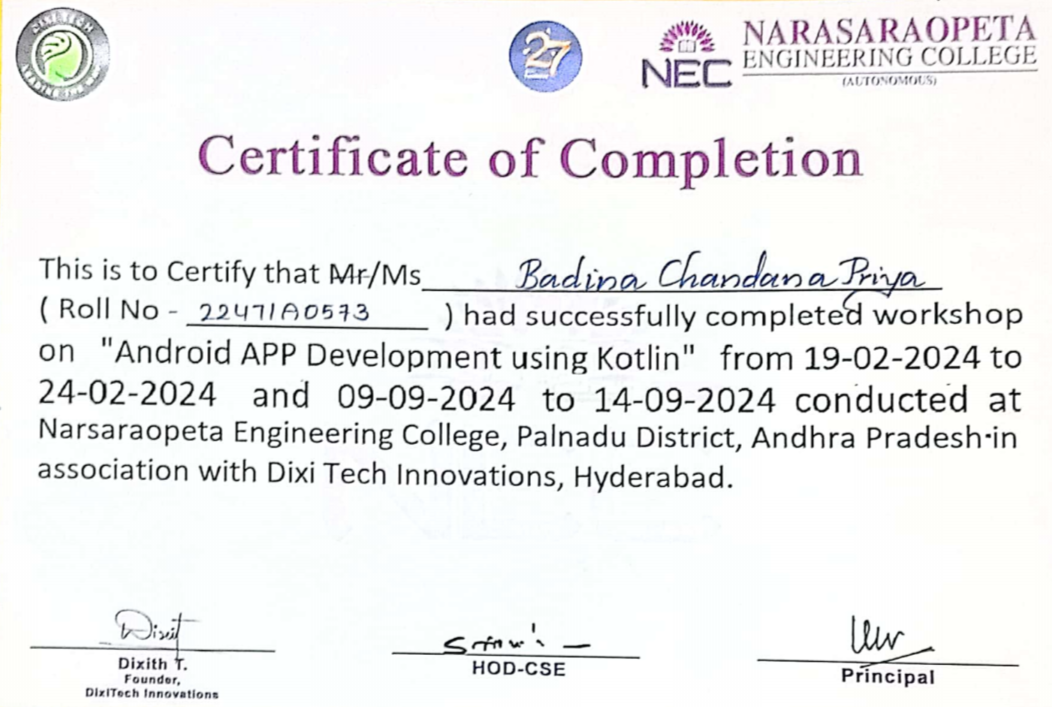 DIXI TECH
27
NEC
NARASARAOPETA
ENGINEERING COLLEGE
(AUTONOMOUS)
Certificate of Completion
This is to Certify that Mr/Ms Badina Chandana Priya
( Roll No - 22471A0573 ) had successfully completed workshop
on "Android APP Development using Kotlin" from 19-02-2024 to
24-02-2024 and 09-09-2024 to 14-09-2024 conducted at
Narsaraopeta Engineering College, Palnadu District, Andhra Pradesh in
association with Dixi Tech Innovations, Hyderabad.
Dixit
Dixith T.
Founder,
DixiTech Innovations
HOD-CSE
Principal